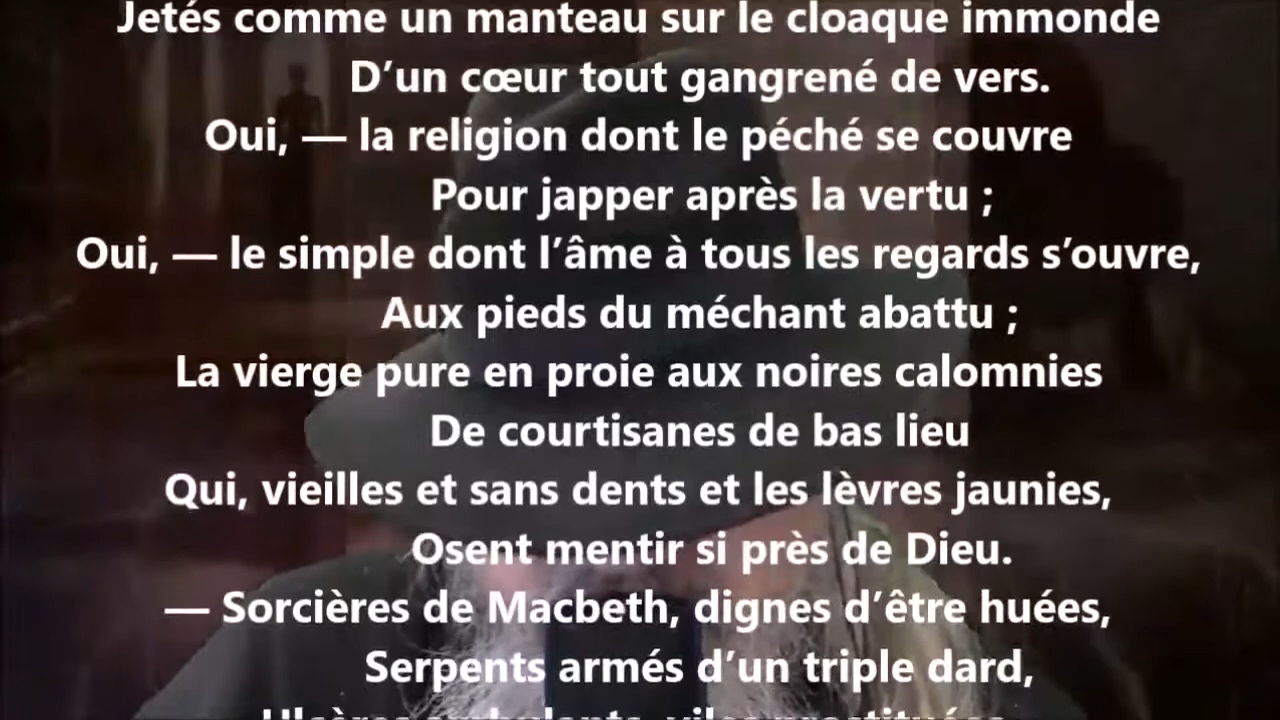 Jetés comme un manteau sur le cloaque immonde
D’un cœur tout gangrené de vers.
Oui, — la religion dont le péché se couvre
Pour japper après la vertu ;
Oui, — le simple dont l’âme à tous les regards s’ouvre,
Aux pieds du méchant abattu ;
La vierge pure en proie aux noires calomnies
De courtisanes de bas lieu
Qui, vieilles et sans dents et les lèvres jaunies,
Osent mentir si près de Dieu.
— Sorcières de Macbeth, dignes d’être huées,
Serpents armés d’un triple dard,